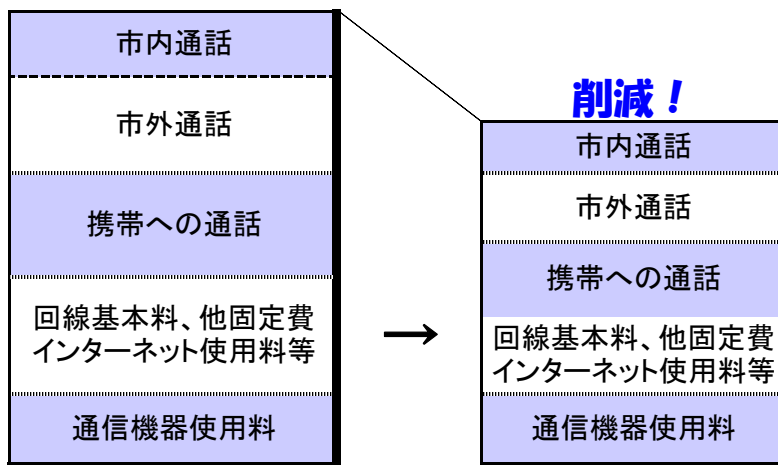 市内通話
市外通話
携帯への通話
回線基本料、他固定費
インターネット使用料等
通信機器使用料
→
削減！
市内通話
市外通話
携帯への通話
回線基本料、他固定費
インターネット使用料等
通信機器使用料